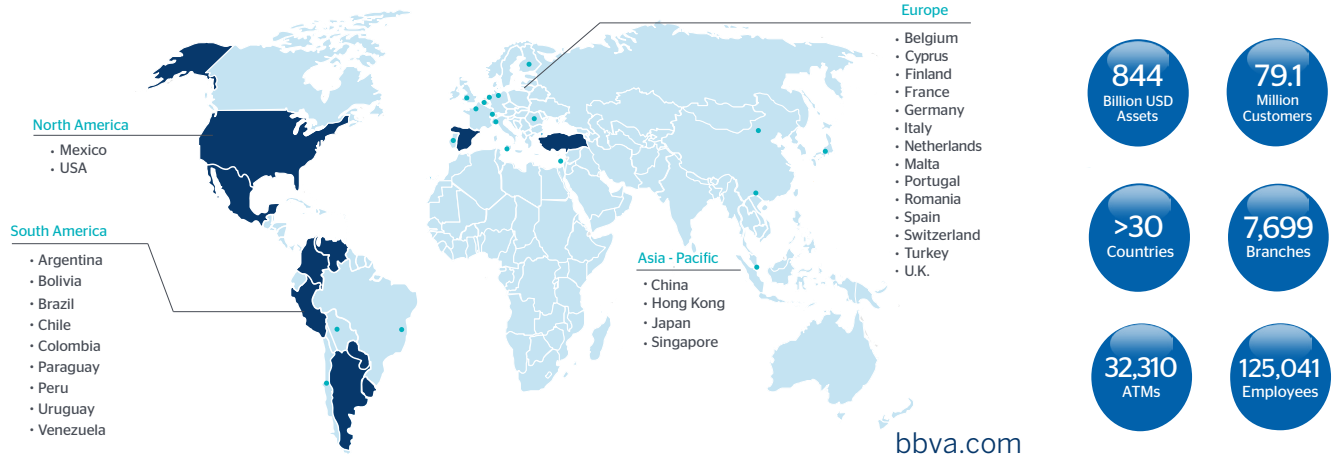 North America
• Mexico
• USA
South America
• Argentina
• Bolivia
• Brazil
• Chile
• Colombia
• Paraguay
• Peru
• Uruguay
• Venezuela
Europe
• Belgium
• Cyprus
• Finland
• France
• Germany
• Italy
• Netherlands
• Malta
• Portugal
• Romania
• Spain
• Switzerland
• Turkey
• U.K.
Asia - Pacific
• China
• Hong Kong
• Japan
• Singapore
bbva.com
844
Billion USD
Assets
79.1
Million
Customers
>30
Countries
7,699
Branches
32,310
ATMs
125,041
Employees